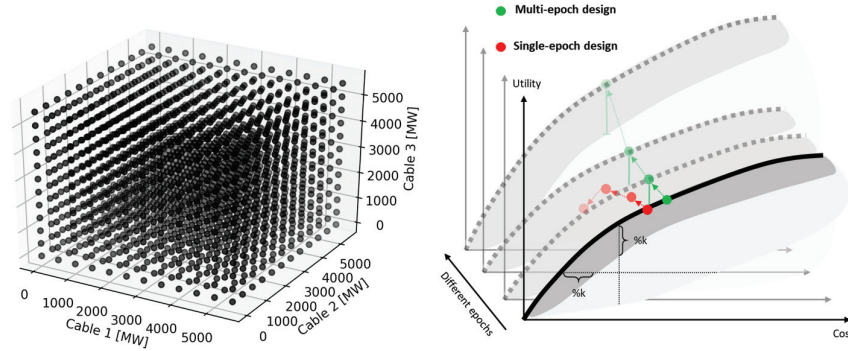 5000
4000
3000
2000
1000
0
Cable 3 [MW]
0
1000
2000
3000
4000
5000
Cable 1 [MW]
0
1000
2000
3000
4000
5000
Cable 2 [MW]
Multi-epoch design
Single-epoch design
Utility
%k
%k
Different epochs
Cos